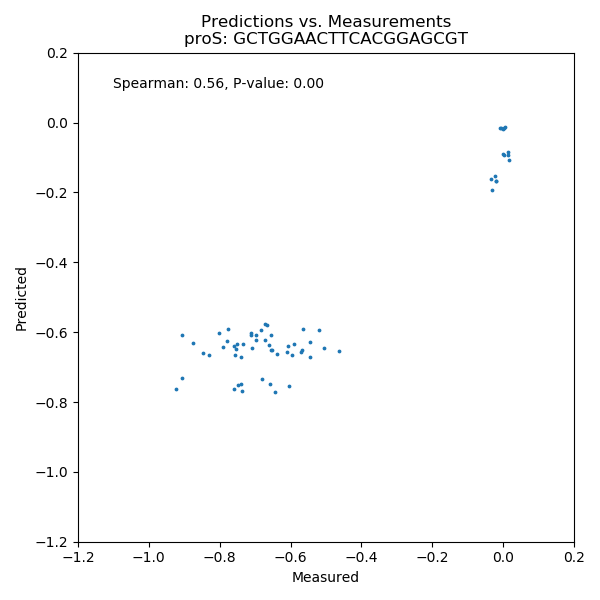 Predictions vs. Measurements
proS: GCTGGAACTTCACGGAGCGT
Spearman: 0.56, P-value: 0.00
0.2
0.0
−0.2
−0.4
−0.6
−0.8
−1.0
−1.2
Predicted
−1.2 −1.0 −0.8 −0.6 −0.4 −0.2 0.0 0.2
Measured